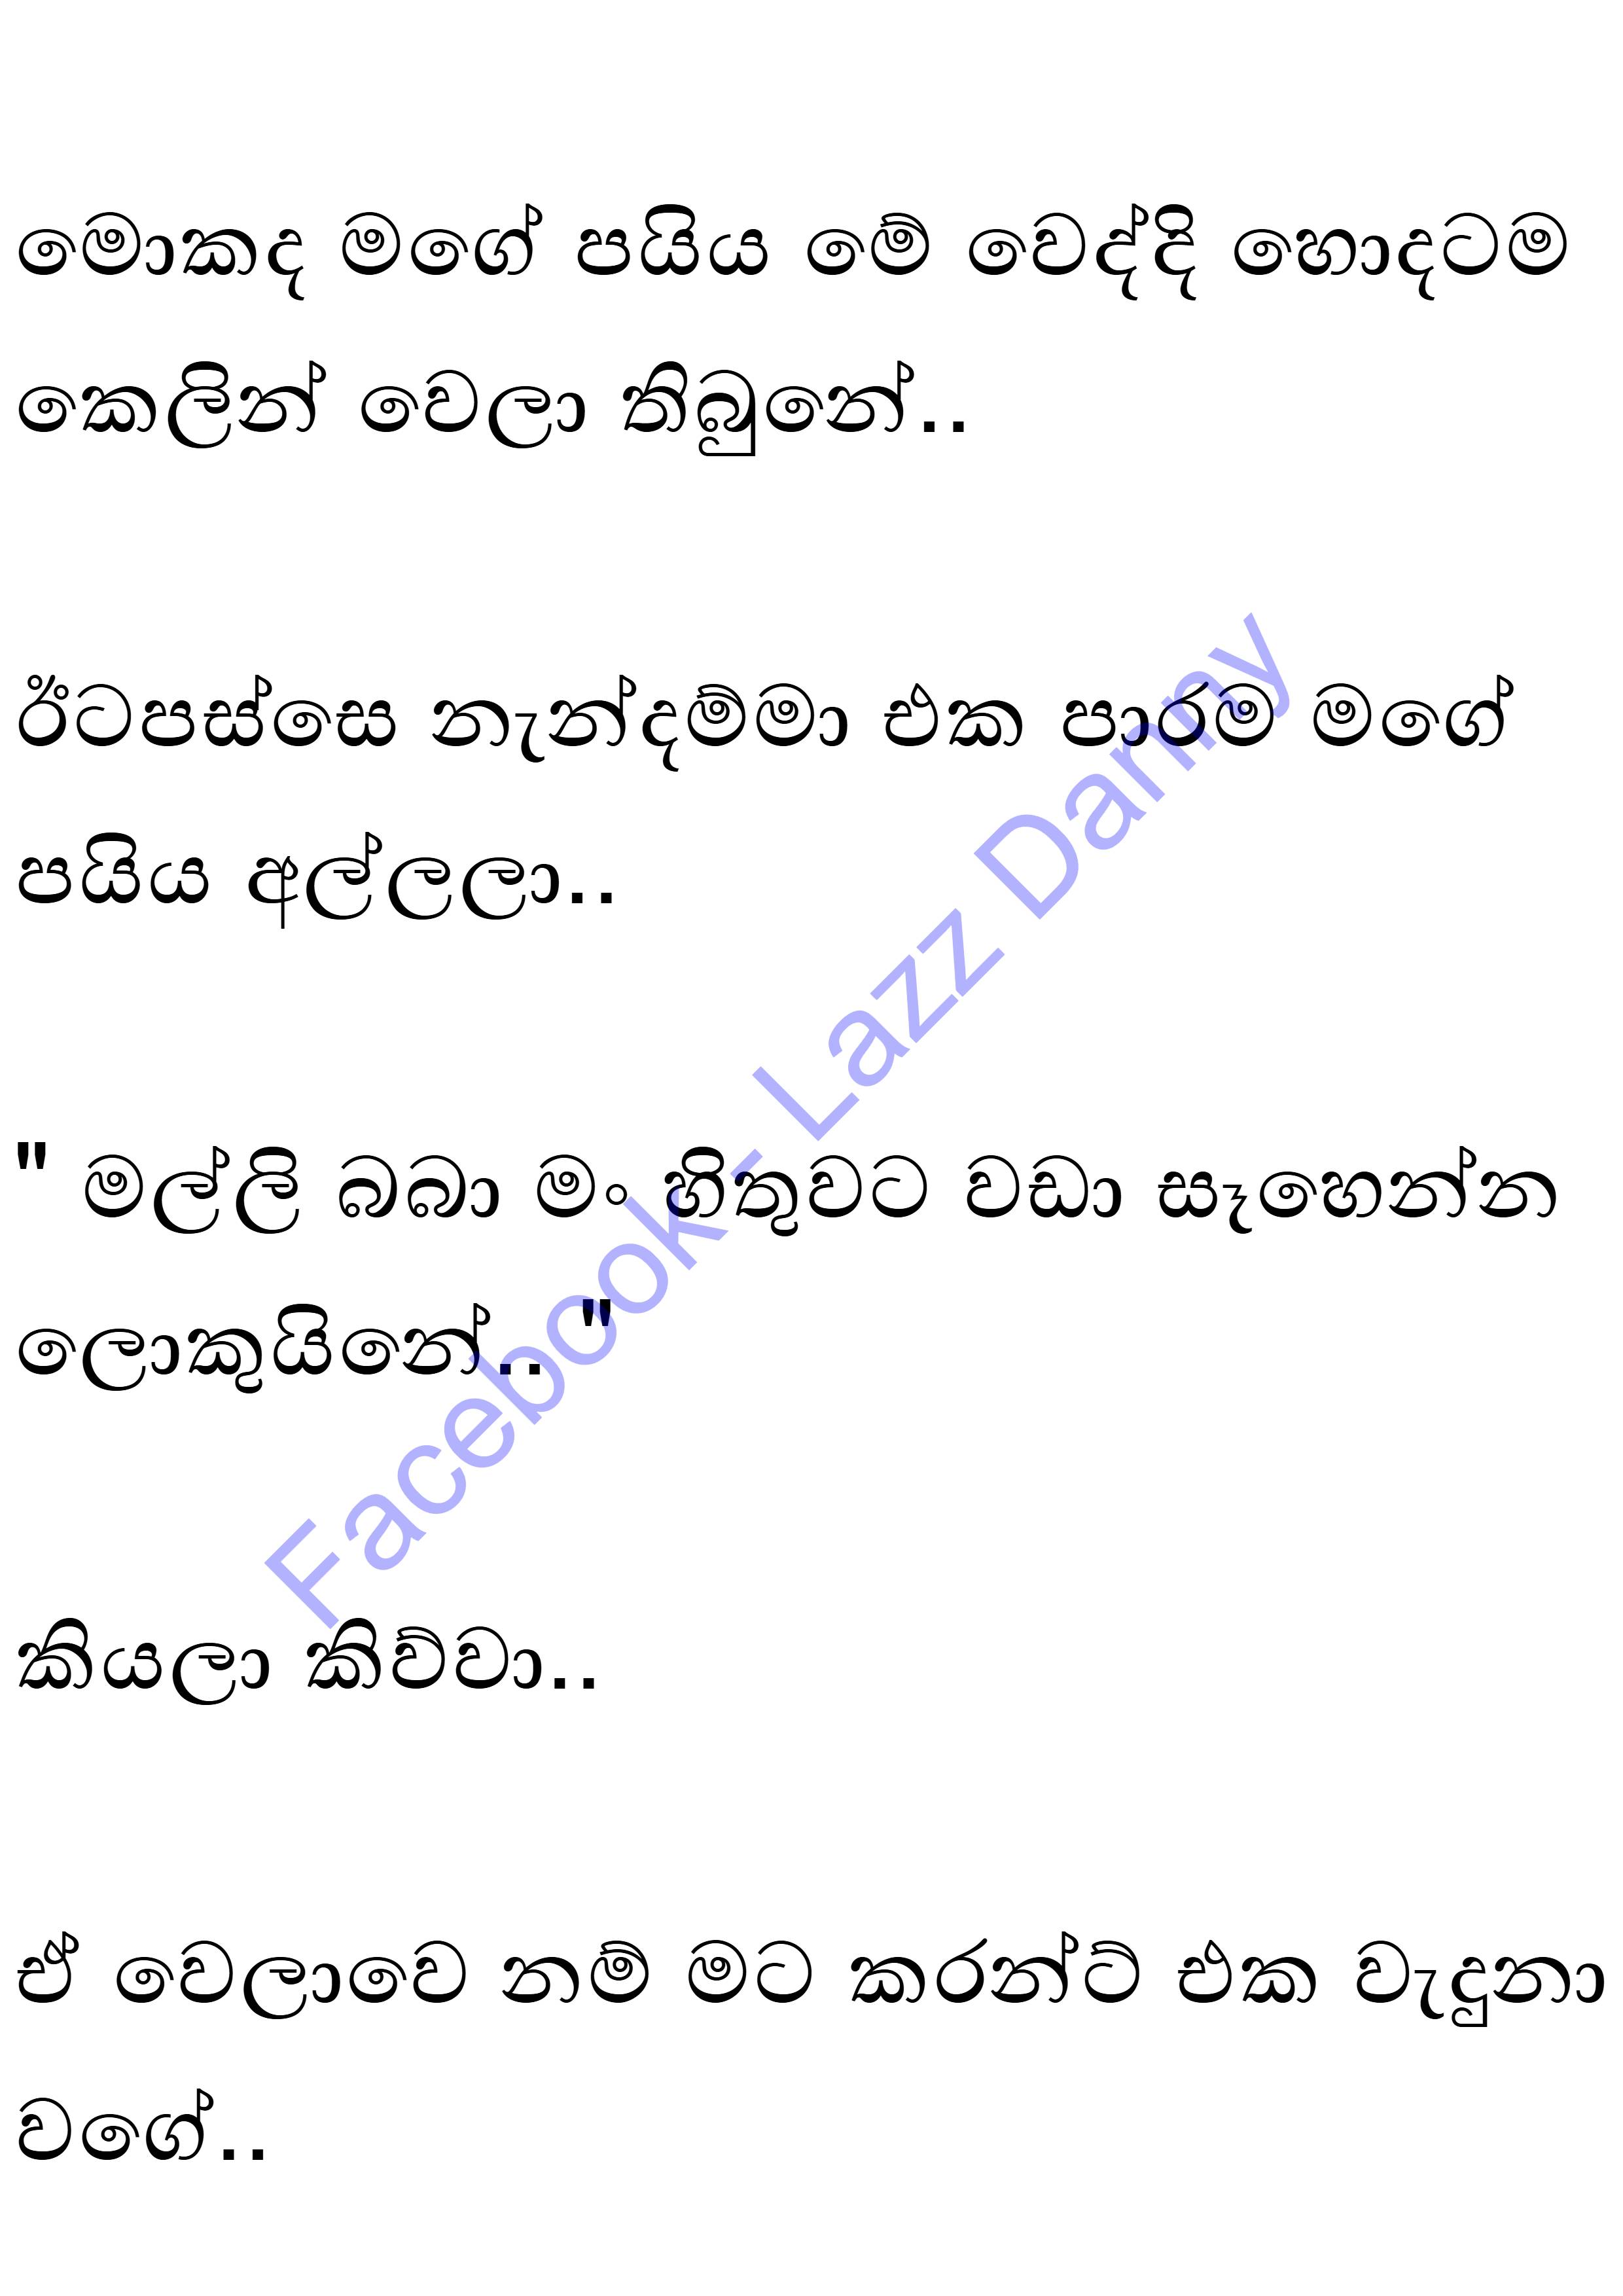 මොකද මගේ පයිය මේ වෙද්දි හොදටම
කෙලින් වෙලා තිබුනේ..
ඊටපස්සෙ නැන්දම්මා එක පාරම මගේ
පයිය අල්ලලා..
" මල්ලි බබා මං හිතුවට වඩා සෑහෙන්න
ලොකුයිනේ.. "
කියලා කිව්වා..
ඒ වෙලාවෙ නම් මට කරන්ට් එක වැදුනා
වගේ..
Facebook - Lazz Danny